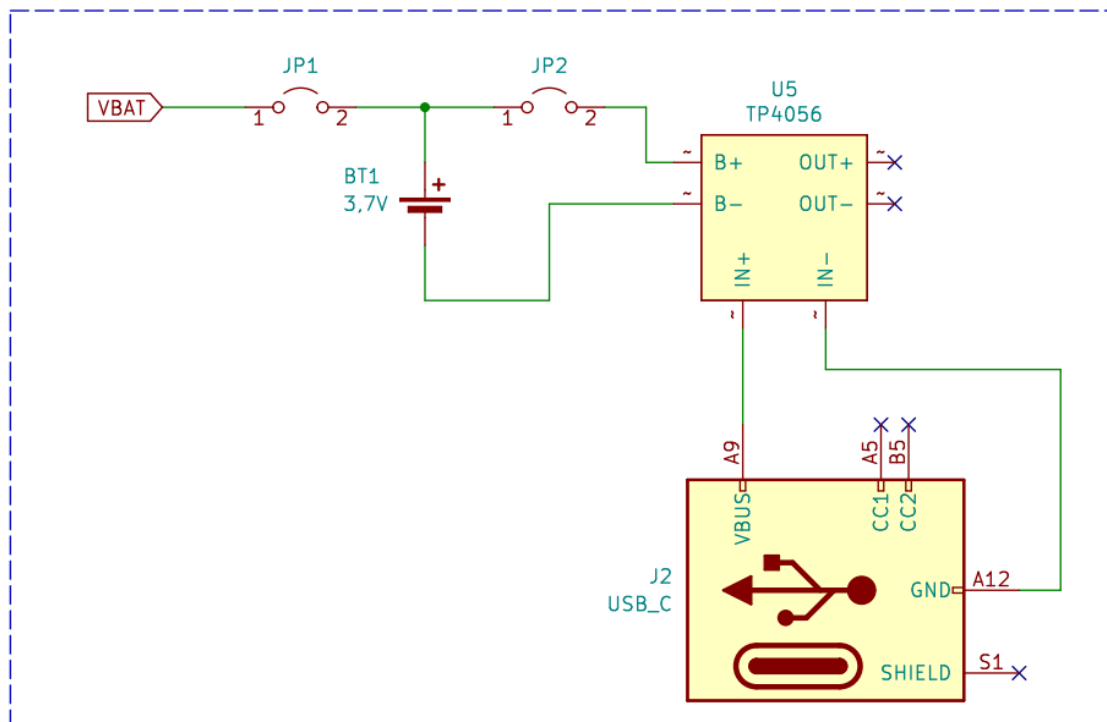 JP1
JP2
VBAT
1
2
1
2
U5
TP4056
BT1
3,7V
+
B+
B-
OUT+
OUT-
IN+
IN-
~
~
~
~
~
~
A9
A5
B5
VBUS
CC1
CC2
J2
USB_C
GND
A12
SHIELD
S1